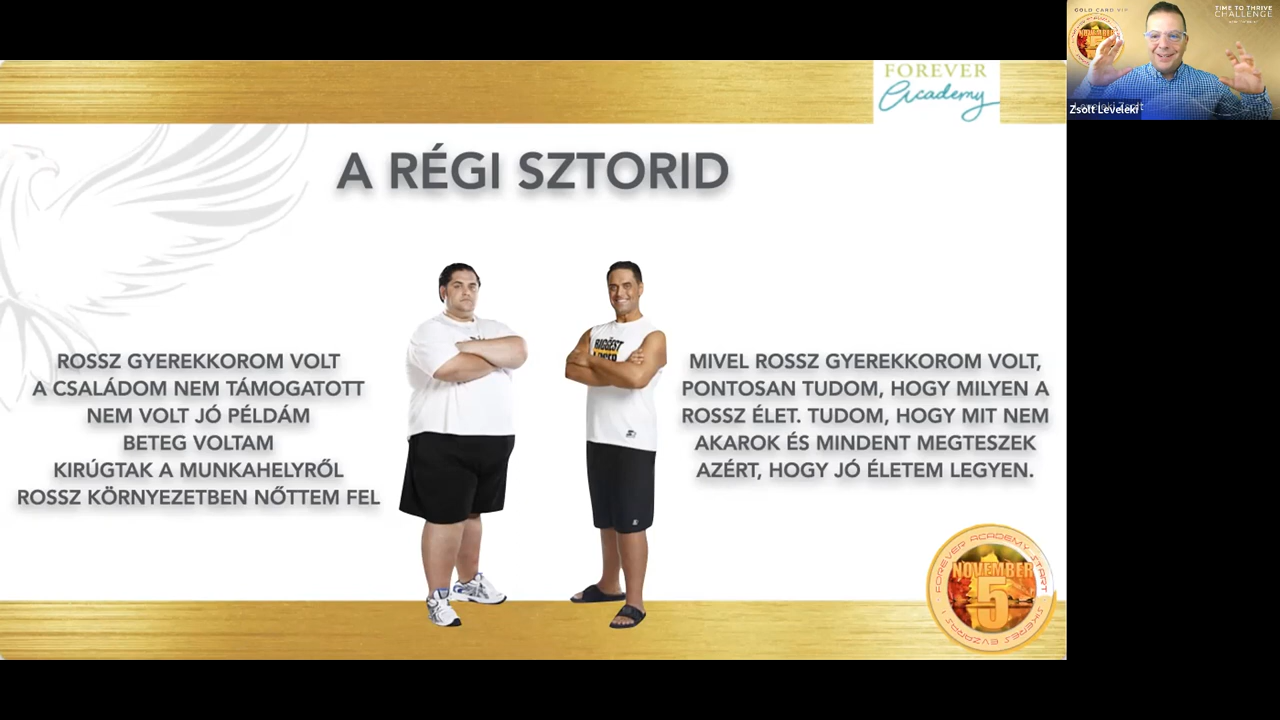 FOREVER
Academy
A RÉGI SZTORID
ROSSZ GYEREKKOROM VOLT
A CSALÁDOM NEM TÁMOGATOTT
NEM VOLT JÓ PÉLDÁM
BETEG VOLTAM
KIRÚGTAK A MUNKAHELYRŐL
ROSSZ KÖRNYEZETBEN NŐTTEM FEL
BIGGEST
LOSER
MIVEL ROSSZ GYEREKKOROM VOLT,
PONTOSAN TUDOM, HOGY MILYEN A
ROSSZ ÉLET. TUDOM, HOGY MIT NEM
AKAROK ÉS MINDENT MEGTESZEK
AZÉRT, HOGY JÓ ÉLETEM LEGYEN.
FOREVER ACADEMY START
NOVEMBER
5
GOLD CARD VIP
TIME TO THRIVE
CHALLENGE
Zsolt Leveleki